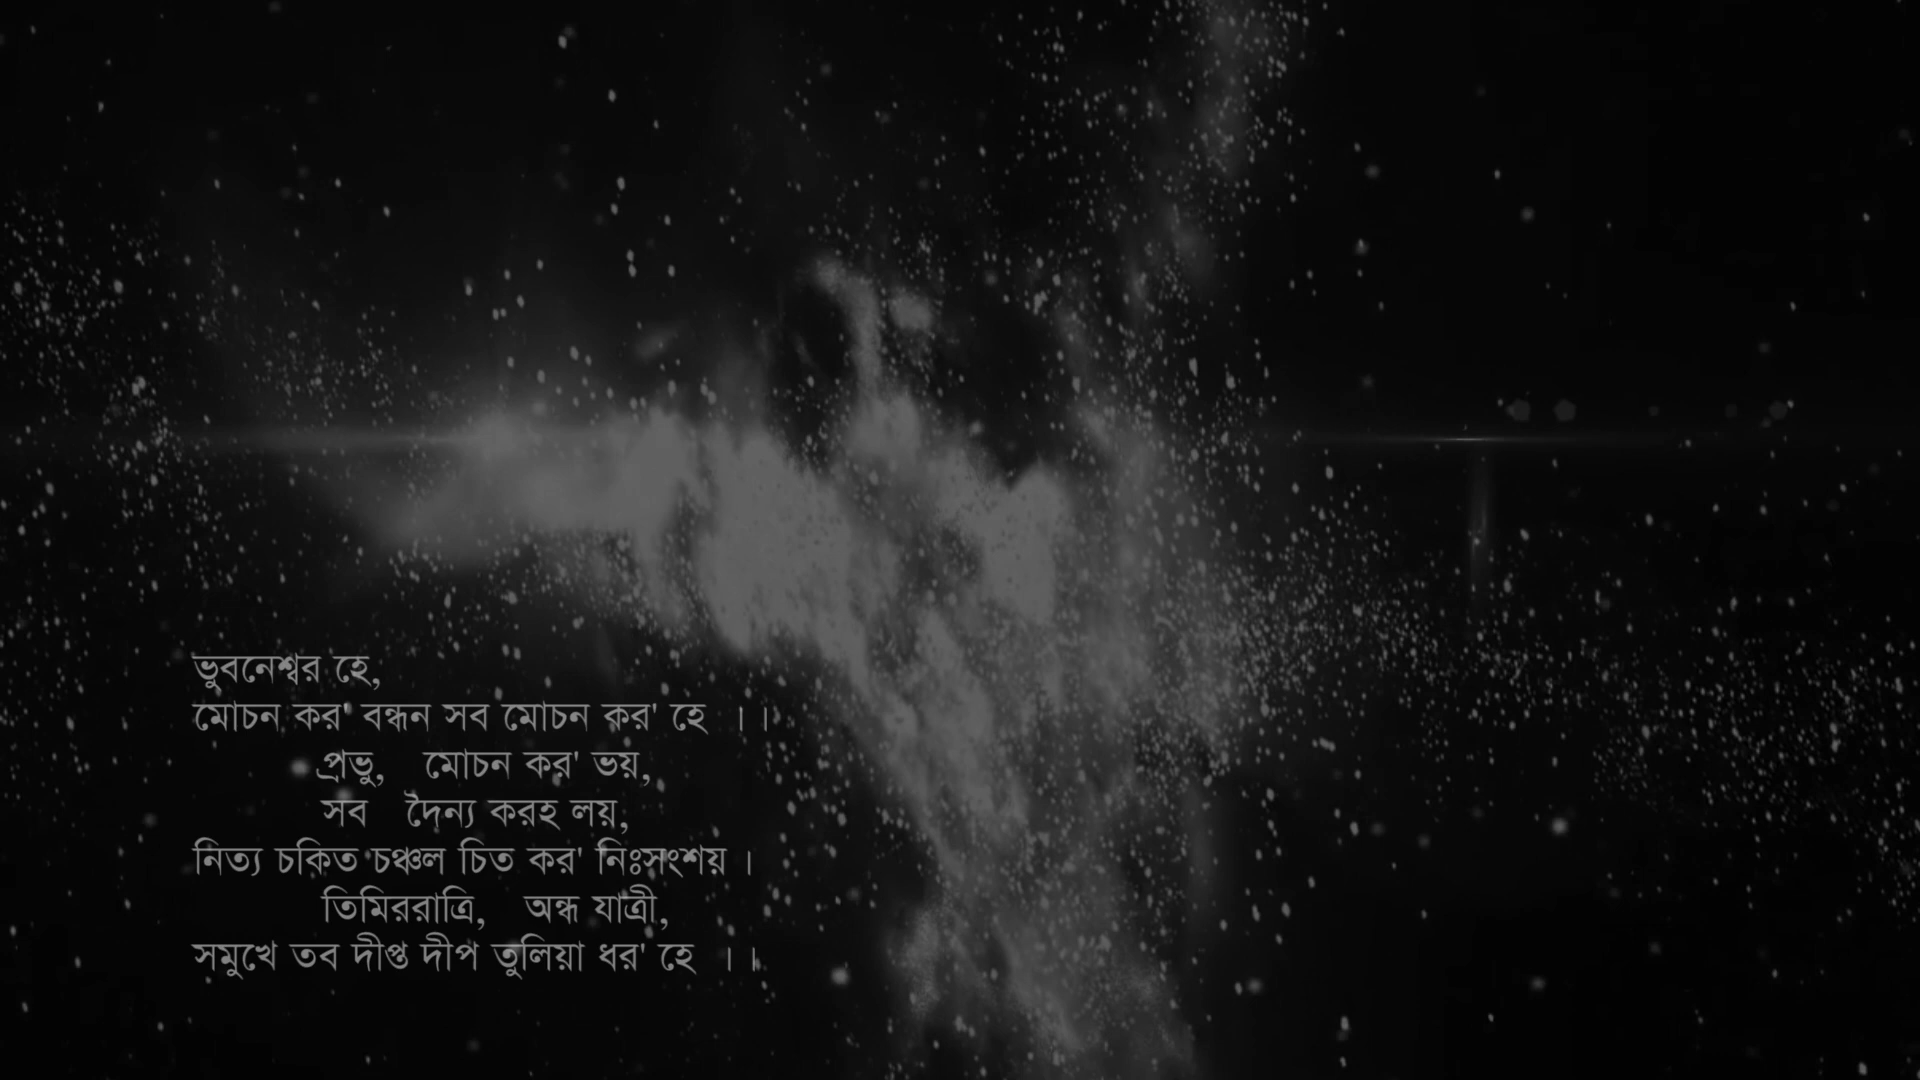 ভুবনেশ্বর হে,
মোচন কর' বন্ধন সব মোচন কর' হে ।।
প্রভু, মোচন কর' ভয়,
সব দৈন্য করহ লয়,
নিত্য চকিত চঞ্চল চিত কর' নিঃসংশয় ।
তিমিররাত্রি, অন্ধ যাত্রী,
সমুখে তব দীপ্ত দীপ তুলিয়া ধর' হে ।।